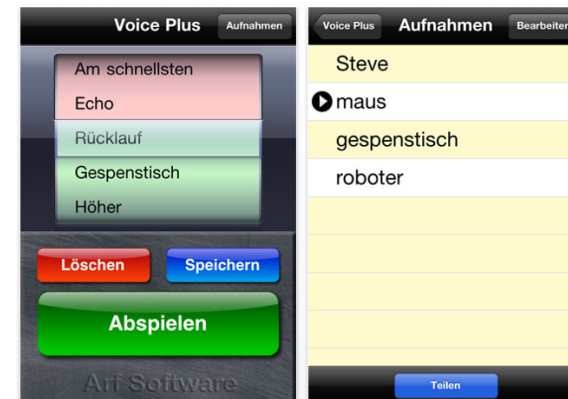 Voice Plus Aufnahmen
Am schnellsten
Echo
Rücklauf
Gespenstisch
Höher
Löschen Speichern
Abspielen
Arf Software
Voice Plus Aufnahmen Bearbeiten
Steve
maus
gespenstisch
roboter
Teilen